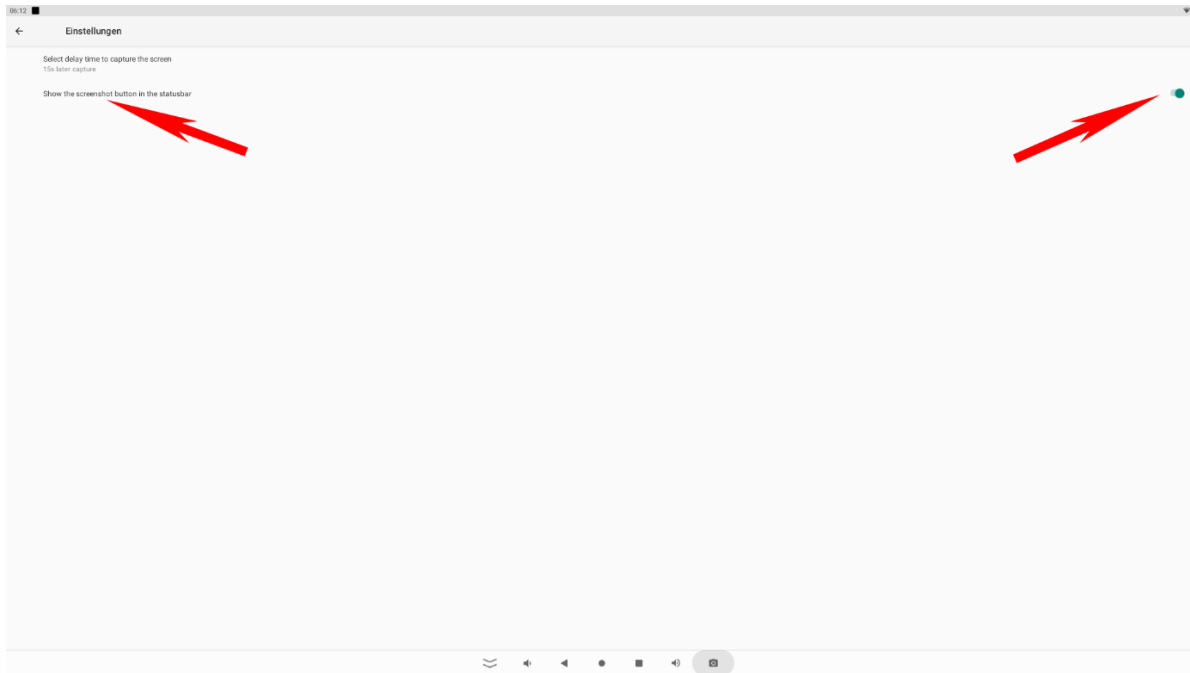 06:12
Einstellungen
Select delay time to capture the screen
15s later capture
Show the screenshot button in the statusbar